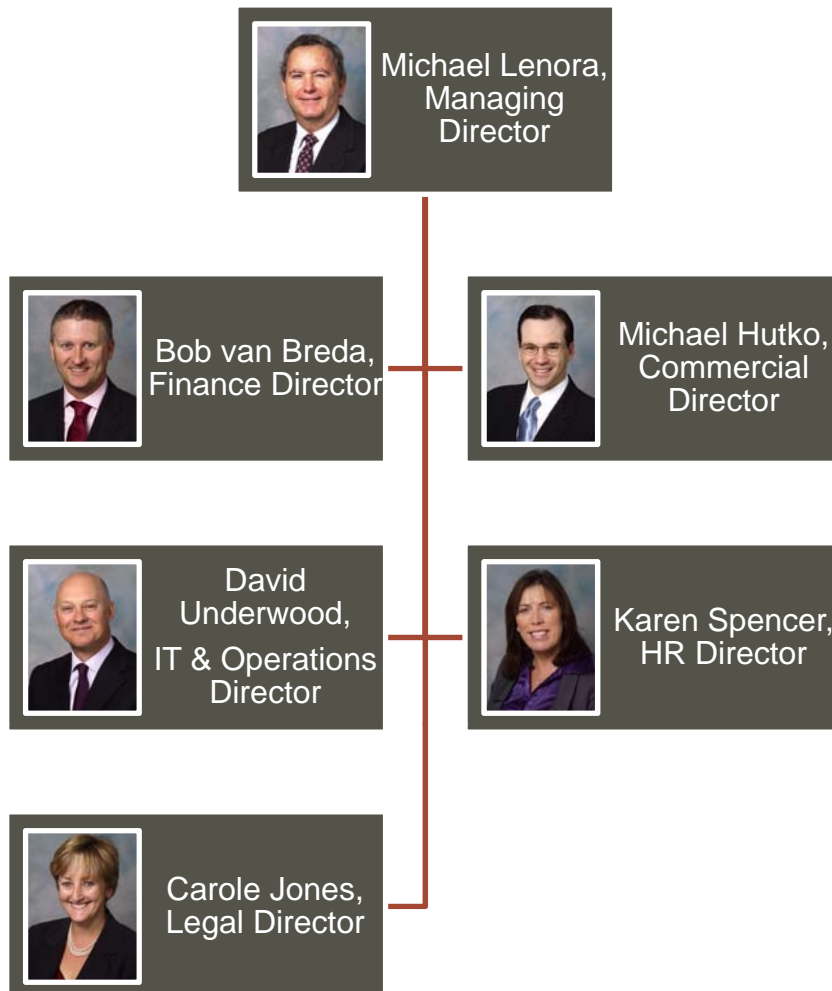 Michael Lenora,
Managing
Director
Bob van Breda,
Finance Director
Michael Hutko,
Commercial
Director
David
Underwood,
IT & Operations
Director
Karen Spencer,
HR Director
Carole Jones,
Legal Director